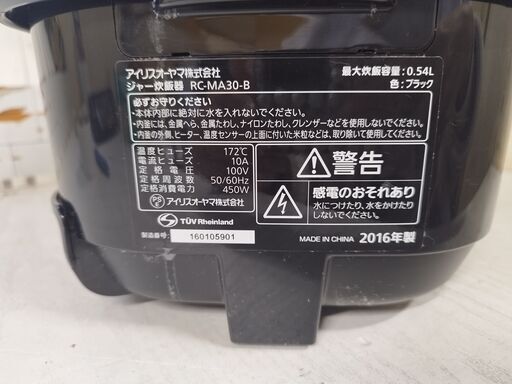 アイリスオーヤマ株式会社
ジャー炊飯器 RC-MA30-B
最大炊飯容量:0.54L
色:ブラック
必ずお守りください
・本体内部に絶対に水を入れないでください。
・内釜には、金属へら、金属たわし、ナイロンたわし、クレンザーなどを使用しないでください。
・内釜の外側、ヒーター、温度センサーの上面に付いた米粒などは、取り除いて使用してください。
温度ヒューズ 172℃
電流ヒューズ 10A
定格電圧 100V
定格周波数 50/60Hz
定格消費電力 450W
PS アイリスオーヤマ株式会社
TÜV Rheinland
製造番号: 160105901
警告
感電のおそれあり
水につけたり、水をかけたり
しないでください。
MADE IN CHINA 2016年製